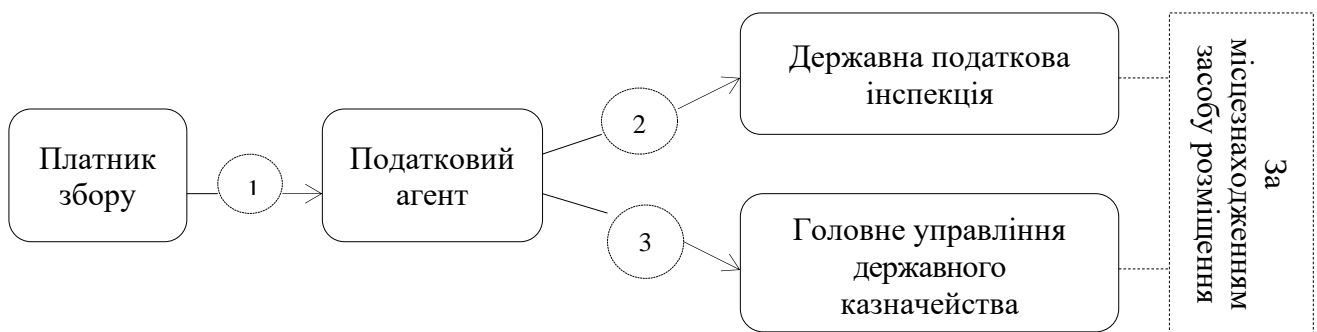 Платник
збору
1
Податковий
агент
2
3
Державна податкова
інспекція
Головне управління
державного
казначейства
За
місцезнаходженням
засобу розміщення